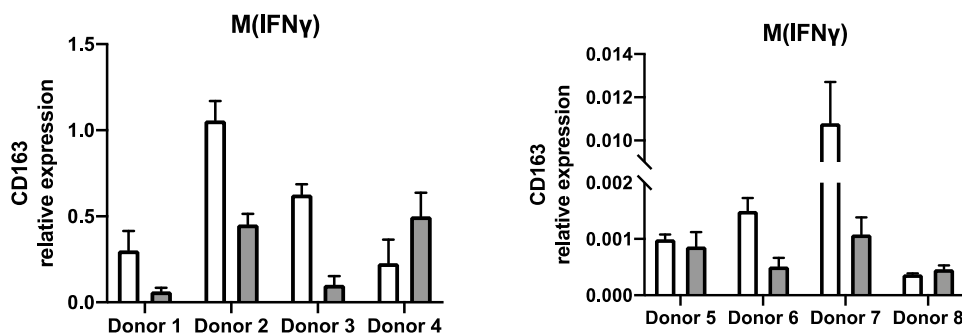 M(IFNγ)
CD163
relative expression
1.5
1.0
0.5
0.0
Donor 1 Donor 2 Donor 3 Donor 4
M(IFNγ)
CD163
relative expression
0.014
0.012
0.010
0.002
0.001
0.000
Donor 5 Donor 6 Donor 7 Donor 8